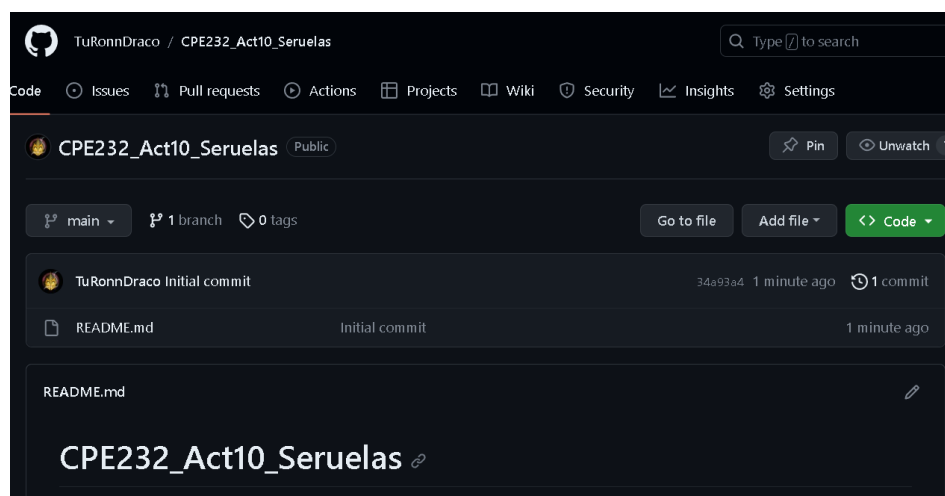 TuRonnDraco / CPE232_Act10_Seruelas Type / to search
Code Issues Pull requests Actions Projects Wiki Security Insights Settings
CPE232_Act10_Seruelas Public Pin Unwatch
main 1 branch 0 tags Go to file Add file Code
TuRonnDraco Initial commit 34a93a4 1 minute ago 1 commit
README.md Initial commit 1 minute ago
README.md
CPE232_Act10_Seruelas